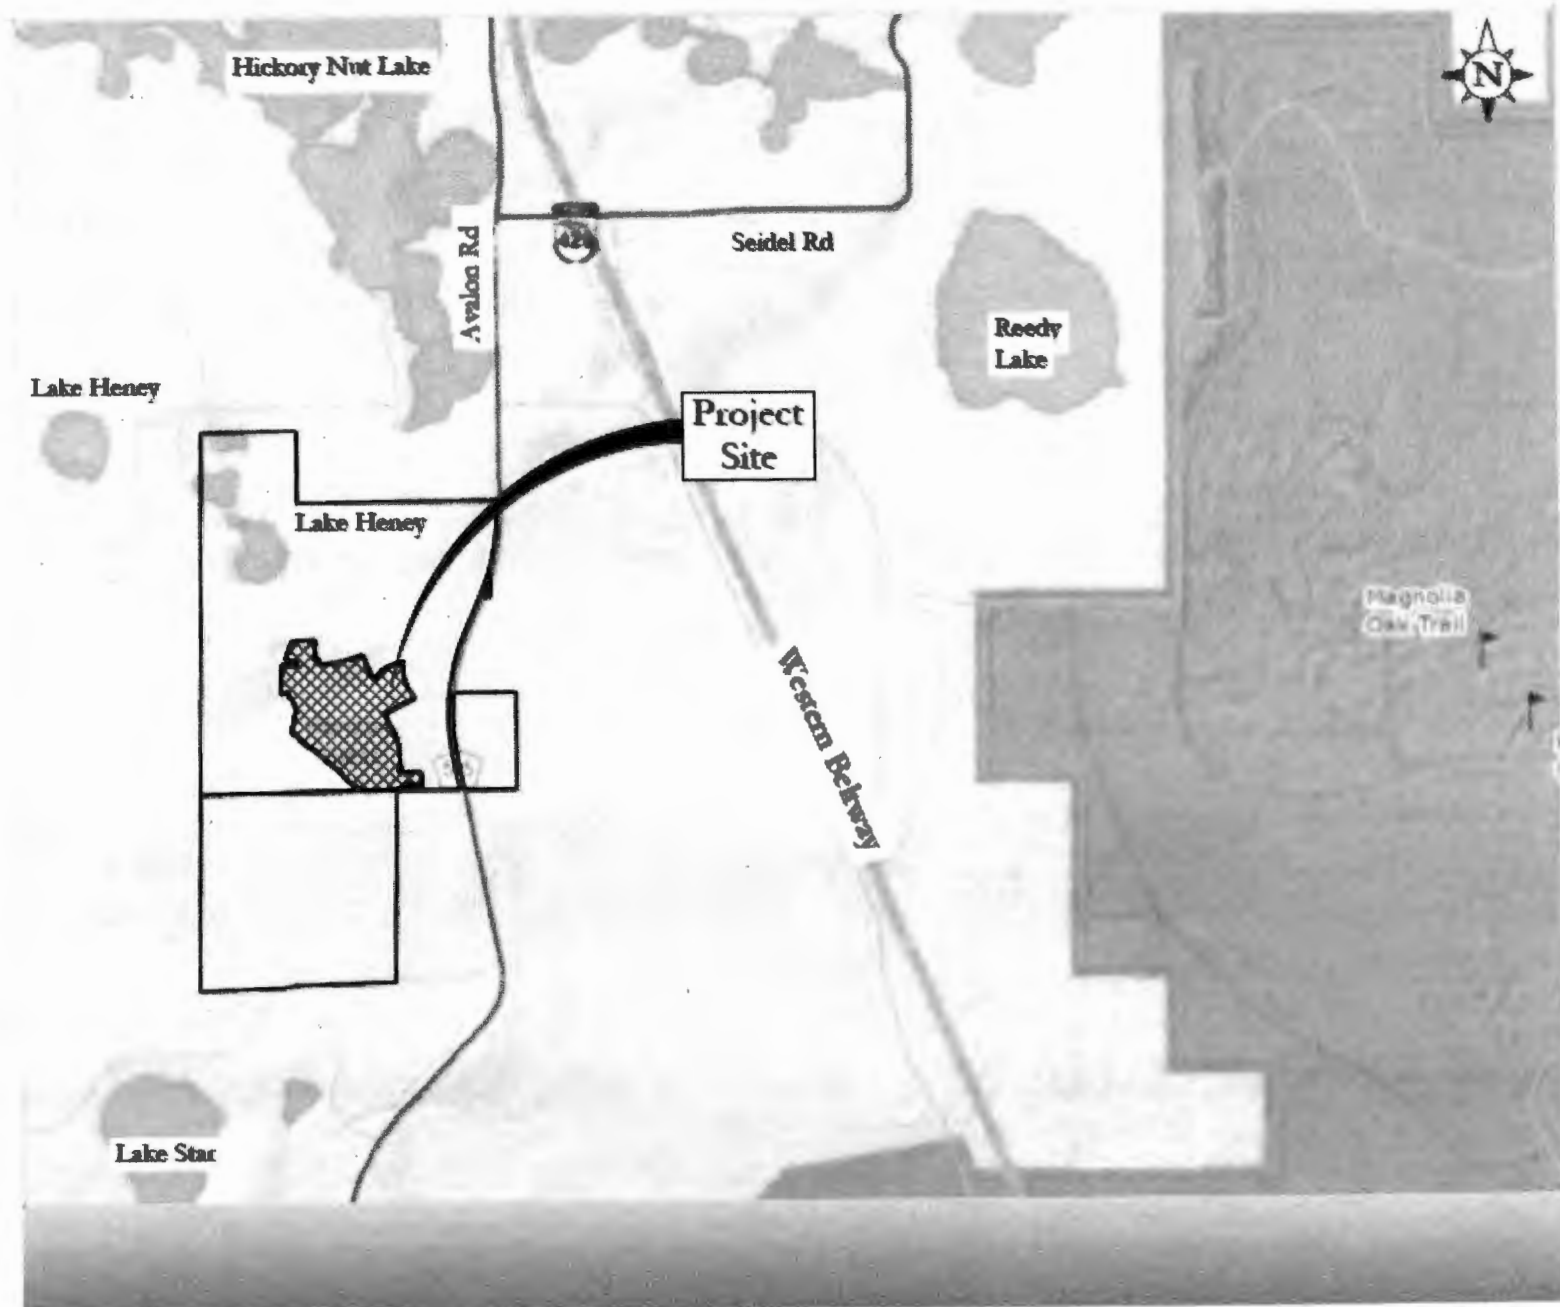 Hickory Nut Lake
N
Avalon Rd
429
Seidel Rd
Reedy
Lake
Lake Heney
Project
Site
Lake Heney
Magnolia
Oak Trail
Western Beltway
Lake Star